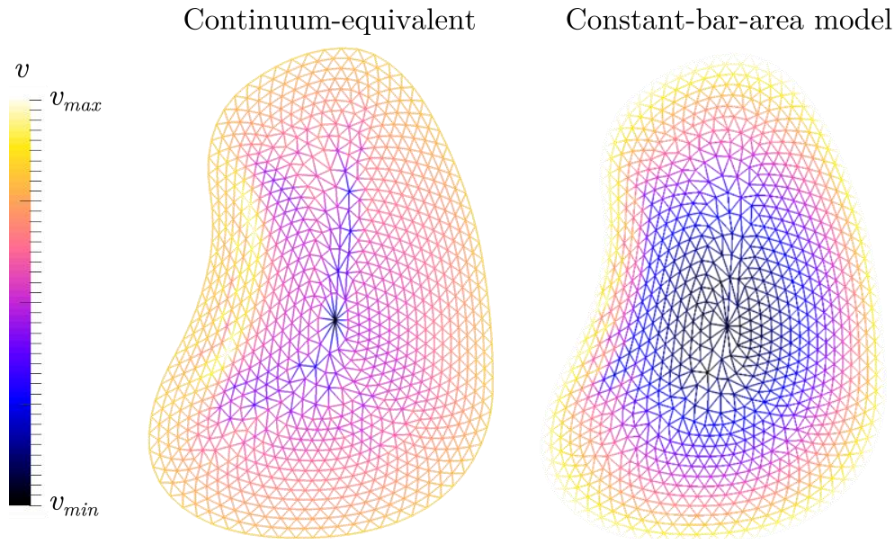 Continuum-equivalent
Constant-bar-area model
v
v_max
v_min